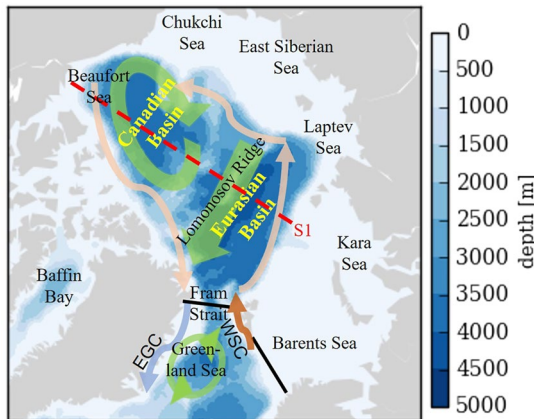 Chukchi
Sea
East Siberian
Sea
Beaufort
Sea
Canadian
Basin
Laptev
Sea
Lomonosov Ridge
Eurasian
Basin
S1
Kara
Sea
Baffin
Bay
Fram
Strait
EGC
WSC
Green-
land Sea
Barents Sea
0
500
1000
1500
2000
2500
3000
3500
4000
4500
5000
depth [m]